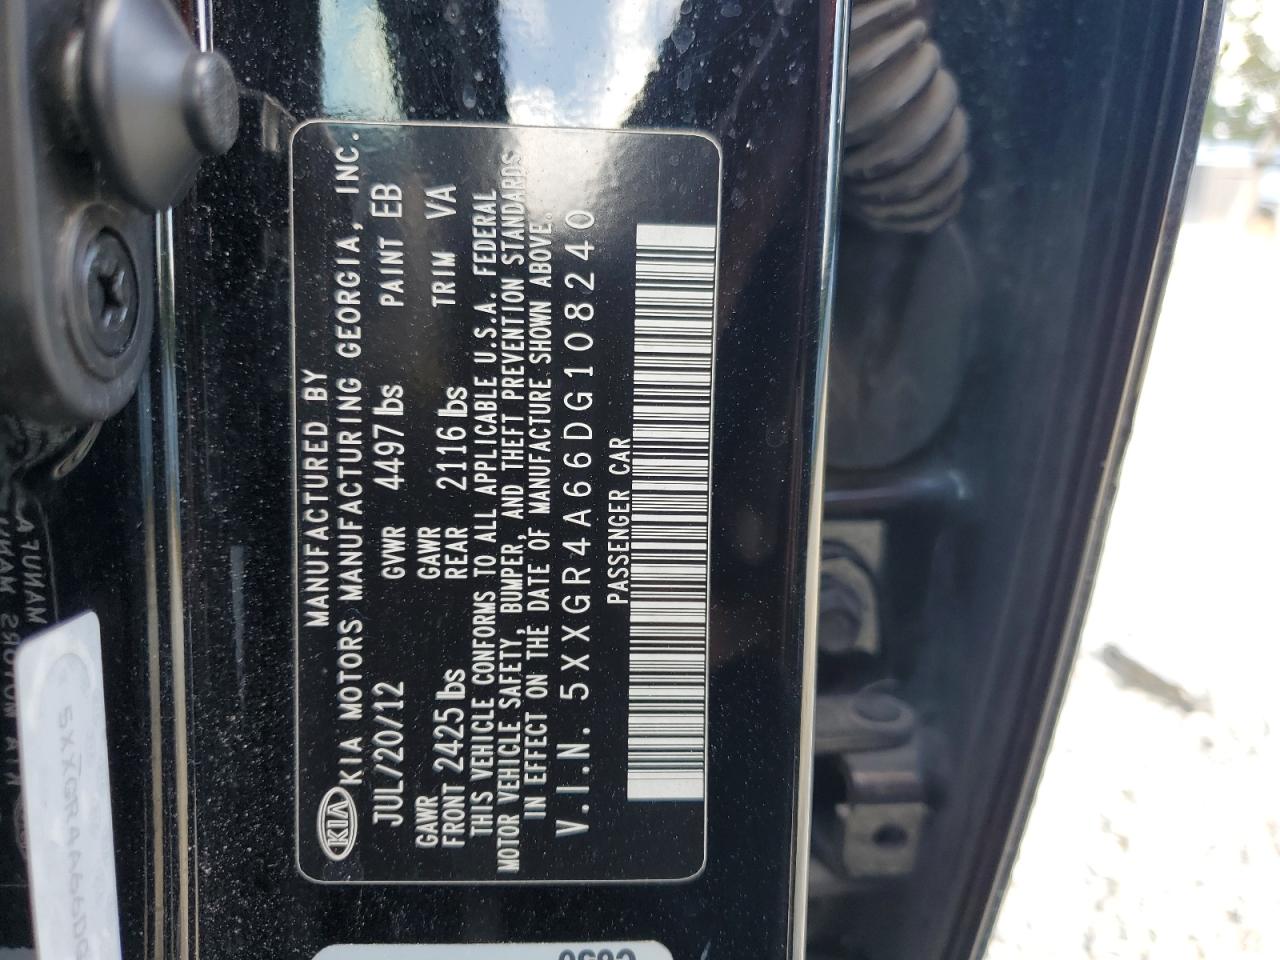 MANUFACTURED BY
KIA KIA MOTORS MANUFACTURING GEORGIA, INC.
JUL/20/12 GVWR 4497 lbs PAINT EB
GAWR FRONT 2425 lbs GAWR REAR 2116 lbs TRIM VA
THIS VEHICLE CONFORMS TO ALL APPLICABLE U.S.A. FEDERAL
MOTOR VEHICLE SAFETY, BUMPER, AND THEFT PREVENTION STANDARDS
IN EFFECT ON THE DATE OF MANUFACTURE SHOWN ABOVE.
V.I.N. 5XXGR4A66DG108240
PASSENGER CAR